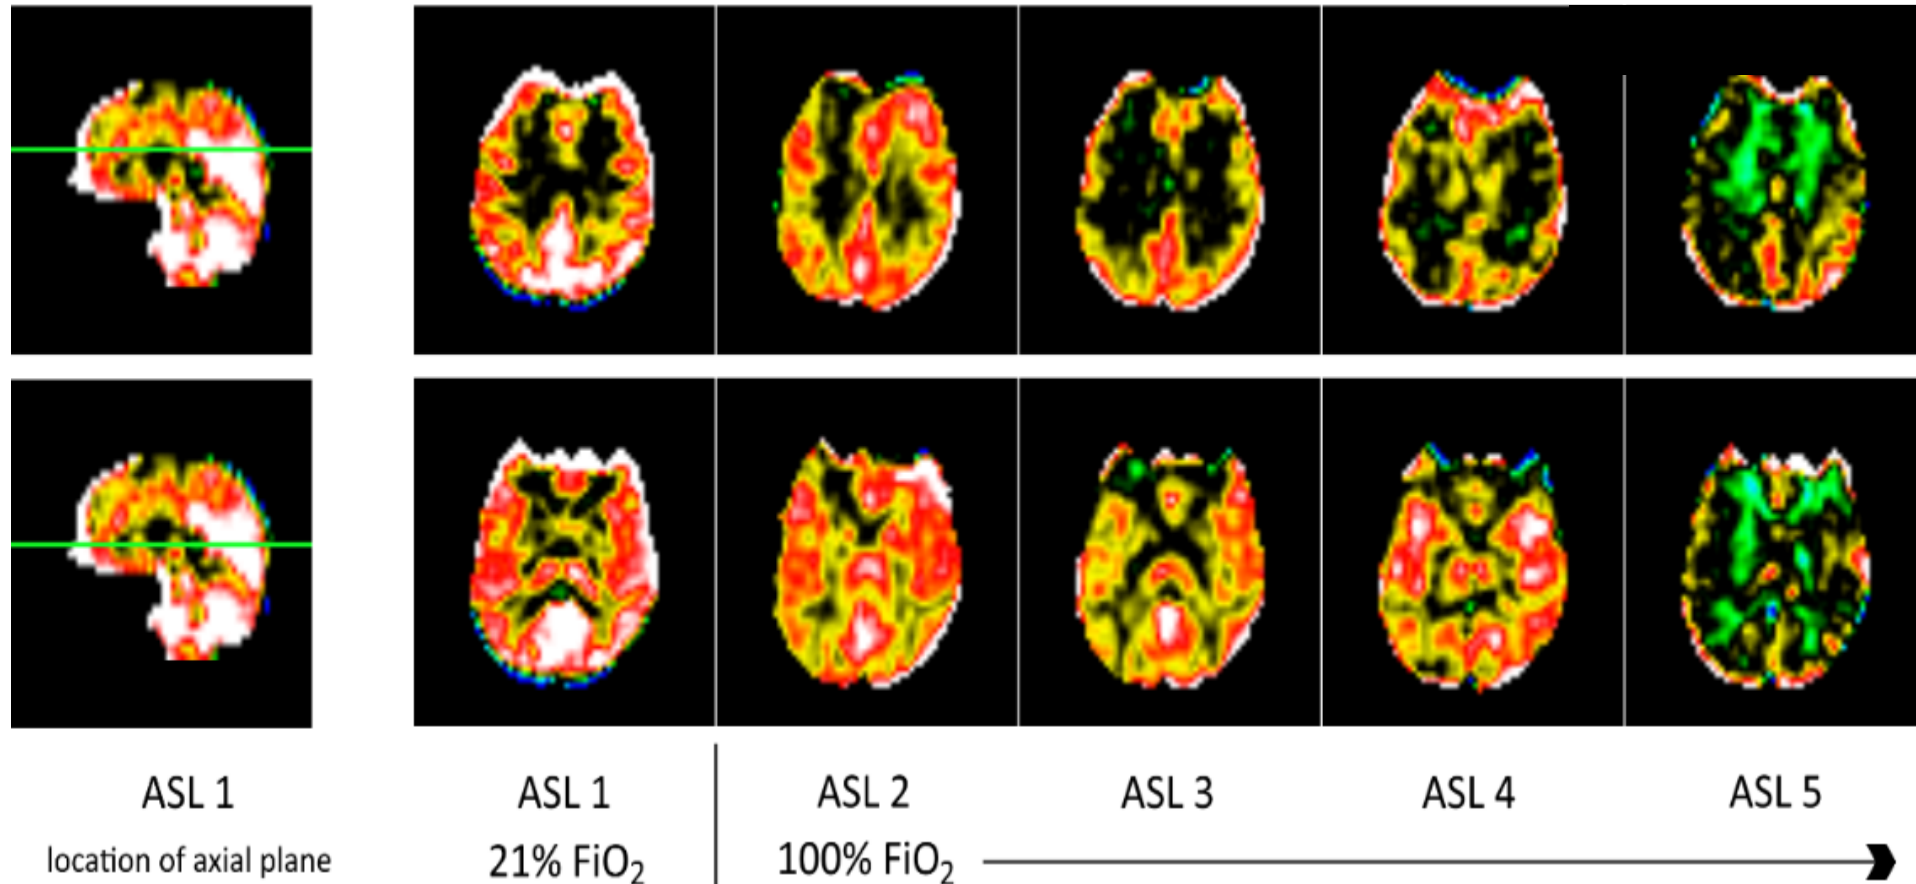 ASL 1 ASL 1 ASL 2 ASL 3 ASL 4 ASL 5
location of axial plane 21% FiO₂ 100% FiO₂